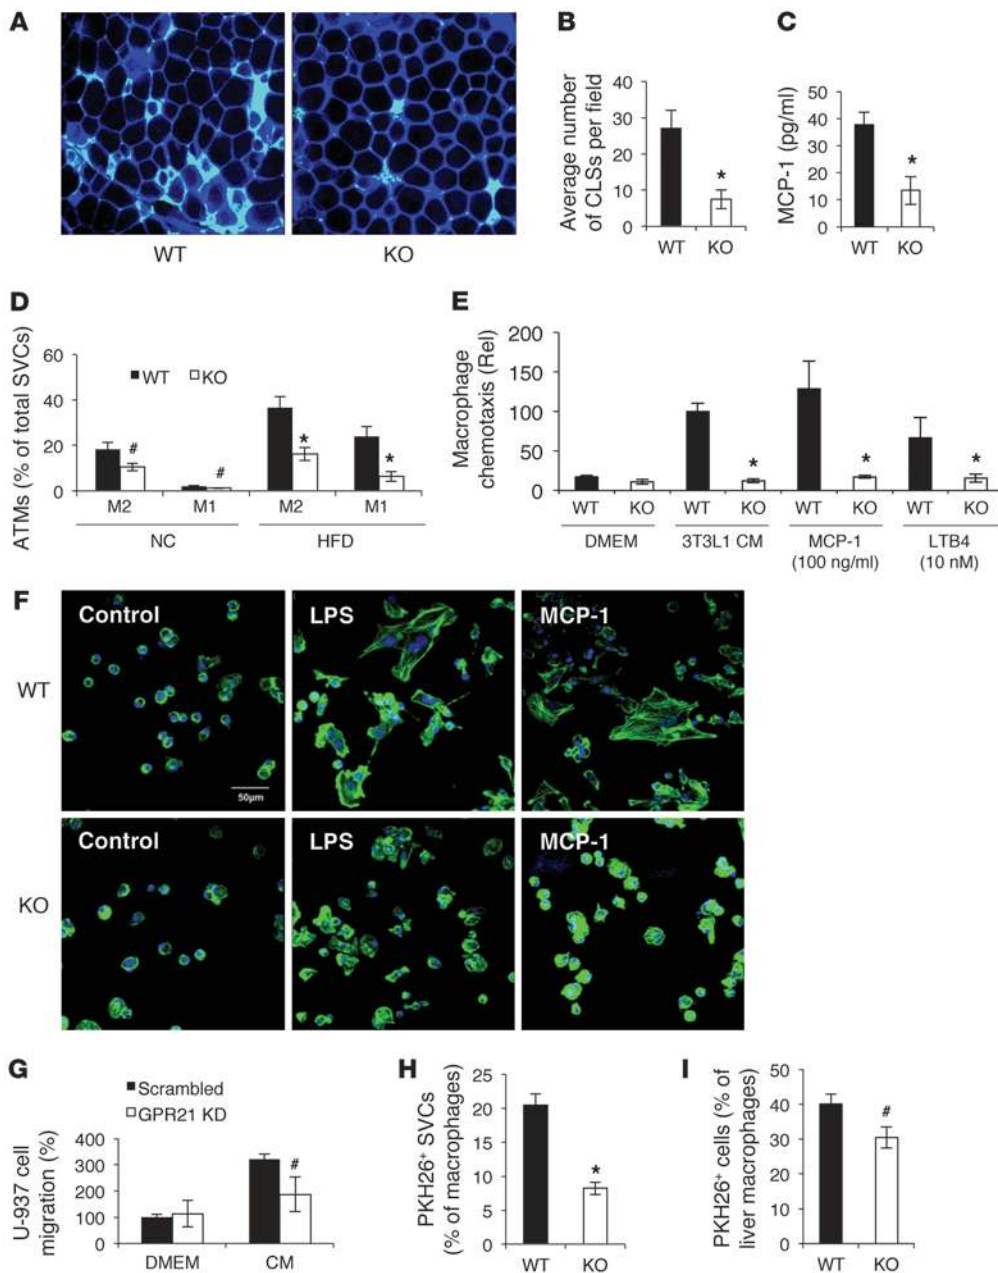 A
WT
KO
B
Average number
of CLSs per field
40
30
20
10
0
*
WT KO
C
MCP-1 (pg/ml)
50
40
30
20
10
0
*
WT KO
D
ATMs (% of total SVCs)
60
40
20
0
WT KO
#
#
*
*
M2 M1 M2 M1
NC HFD
E
Macrophage
chemotaxis (Rel)
200
150
100
50
0
*
*
*
WT KO WT KO WT KO WT KO
DMEM 3T3L1 CM MCP-1 LTB4
(100 ng/ml) (10 nM)
F
WT
Control
50µm
LPS
MCP-1
KO
Control
LPS
MCP-1
G
Scrambled
GPR21 KD
U-937 cell
migration (%)
400
300
200
100
0
#
DMEM CM
H
PKH26⁺ SVCs
(% of macrophages)
25
20
15
10
5
0
*
WT KO
I
PKH26⁺ cells (% of
liver macrophages)
50
40
30
20
10
0
#
WT KO